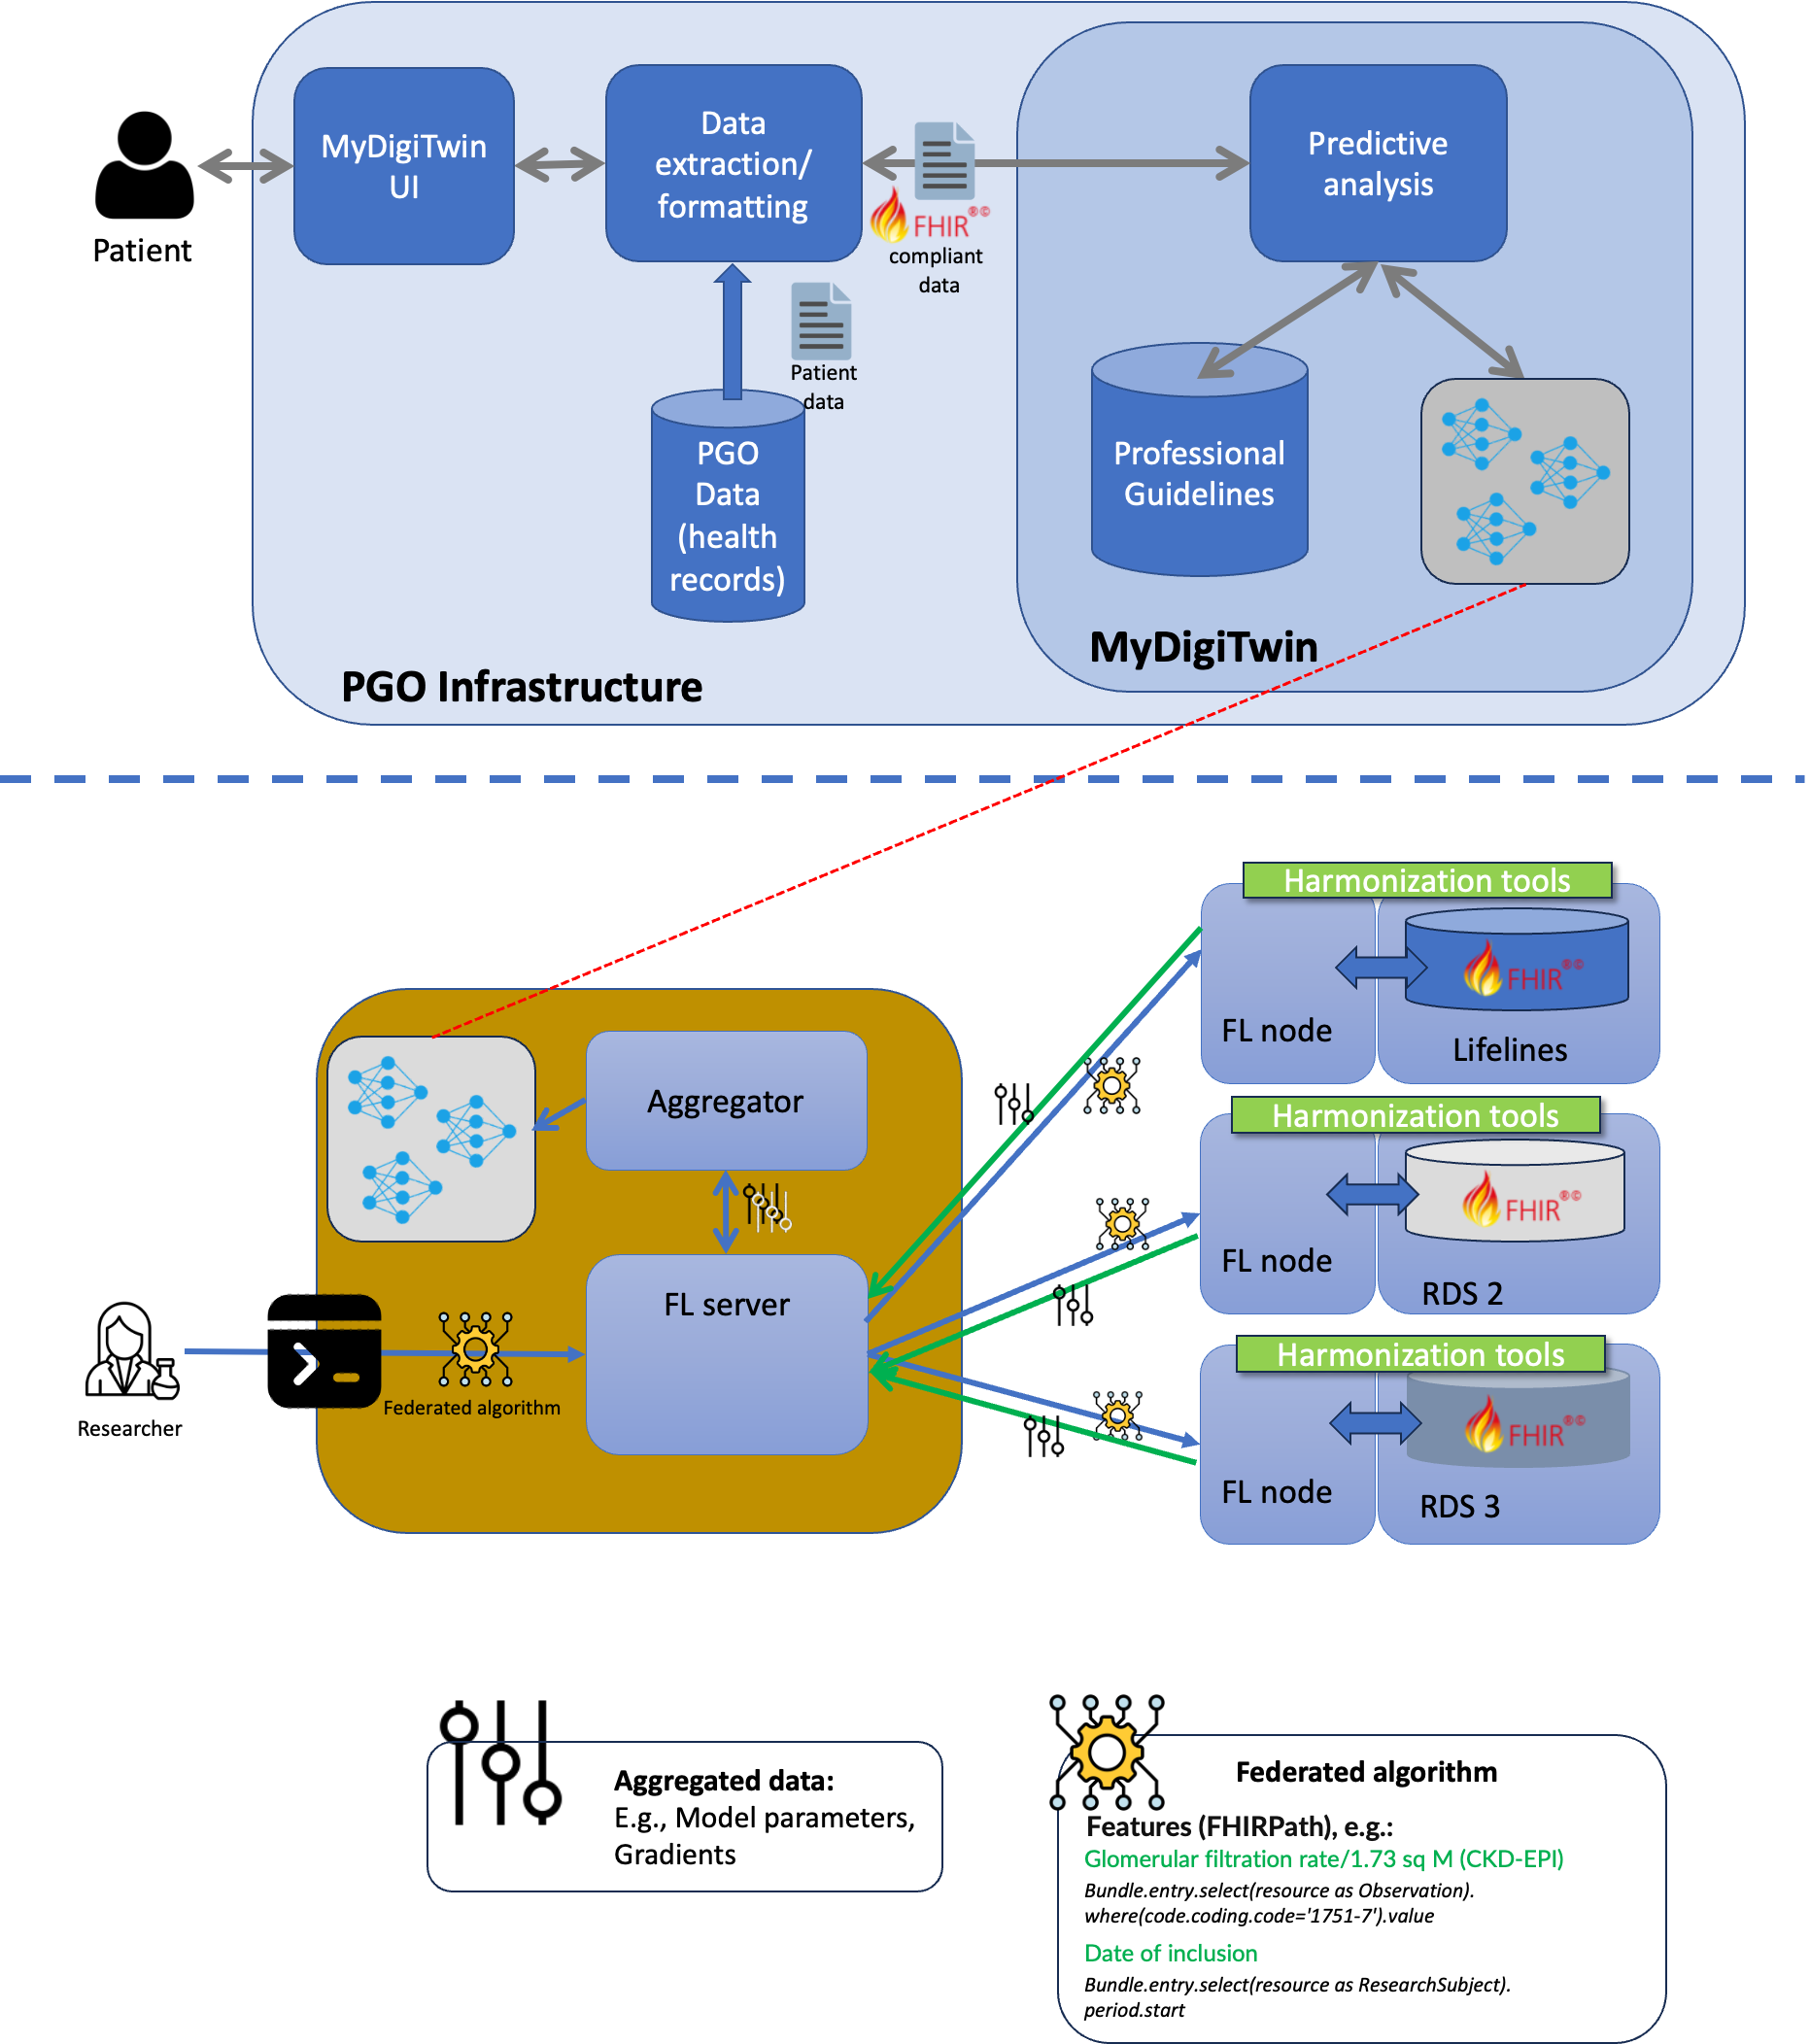 MyDigiTwin
UI
Data
extraction/
formatting
Predictive
analysis
Patient
FHIR®©
compliant
data
Patient
data
PGO
Data
(health
records)
Professional
Guidelines
MyDigiTwin
PGO Infrastructure
Harmonization tools
FHIR®©
FL node
Lifelines
Harmonization tools
FHIR®©
FL node
RDS 2
Harmonization tools
FHIR®©
FL node
RDS 3
Aggregator
FL server
Federated algorithm
Researcher
Aggregated data:
E.g., Model parameters,
Gradients
Federated algorithm
Features (FHIRPath), e.g.:
Glomerular filtration rate/1.73 sq M (CKD-EPI)
Bundle.entry.select(resource as Observation).
where(code.coding.code='1751-7').value
Date of inclusion
Bundle.entry.select(resource as ResearchSubject).
period.start